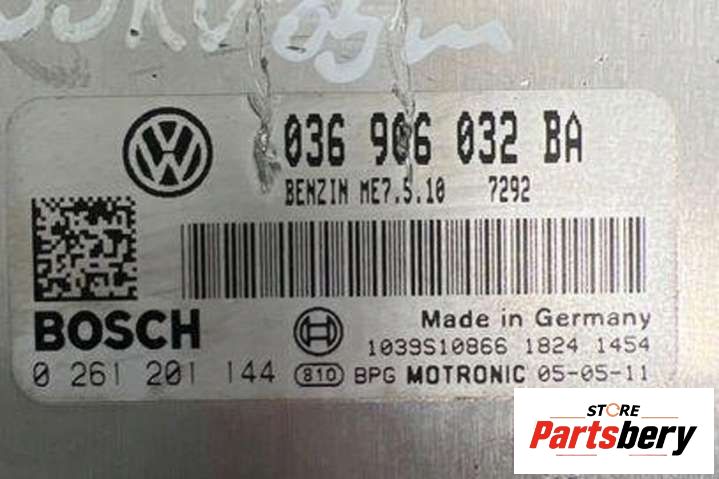 036 906 032 BA
BENZIN ME7.5.10 7292
BOSCH
Made in Germany
1039S10866 1824 1454
0 261 201 144 810 BPG MOTRONIC 05-05-11
STORE
Partsbery